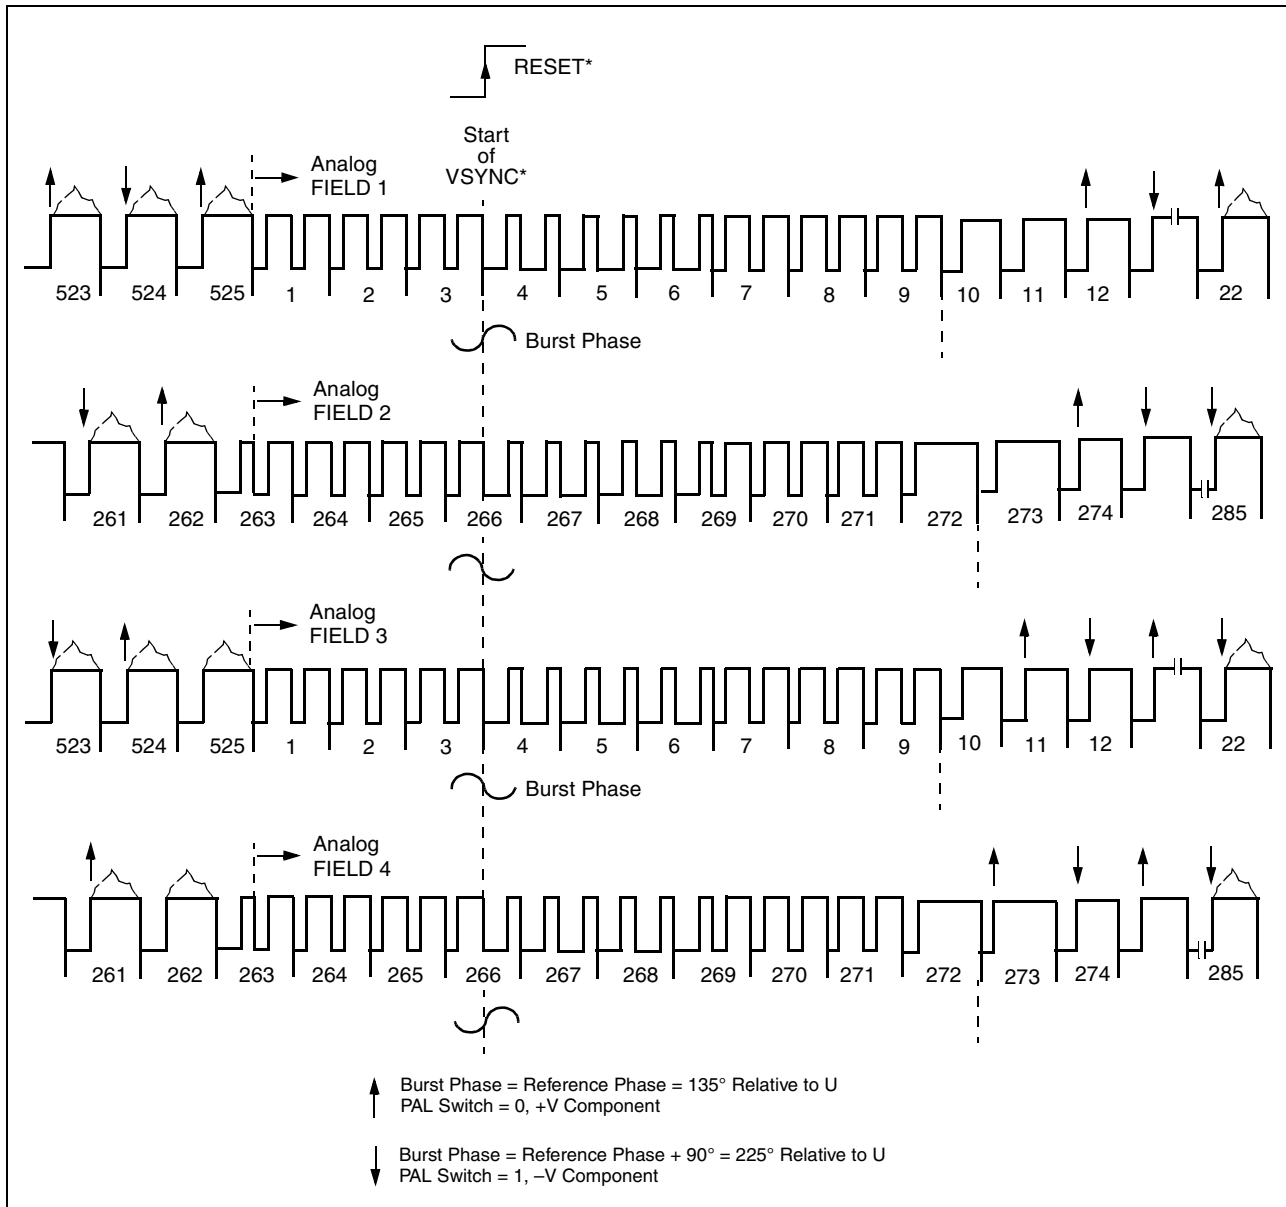 RESET*
Start
of
VSYNC*
Analog
FIELD 1
523 524 525 1 2 3 4 5 6 7 8 9 10 11 12 22
Burst Phase
Analog
FIELD 2
261 262 263 264 265 266 267 268 269 270 271 272 273 274 285
Analog
FIELD 3
523 524 525 1 2 3 4 5 6 7 8 9 10 11 12 22
Burst Phase
Analog
FIELD 4
261 262 263 264 265 266 267 268 269 270 271 272 273 274 285
Burst Phase = Reference Phase = 135° Relative to U
PAL Switch = 0, +V Component
Burst Phase = Reference Phase + 90° = 225° Relative to U
PAL Switch = 1, –V Component